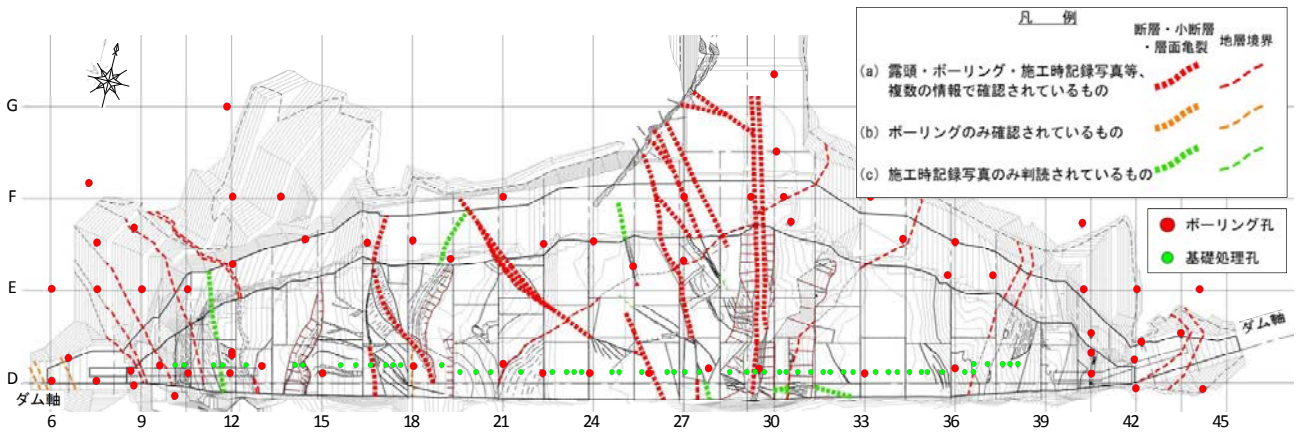 凡 例
断層・小断層
・層面亀裂
地層境界
(a) 露頭・ボーリング・施工時記録写真等、
複数の情報で確認されているもの
(b) ボーリングのみ確認されているもの
(c) 施工時記録写真のみ判読されているもの
ボーリング孔
基礎処理孔
G
F
E
D
ダム軸
ダム軸
6 9 12 15 18 21 24 27 30 33 36 39 42 45